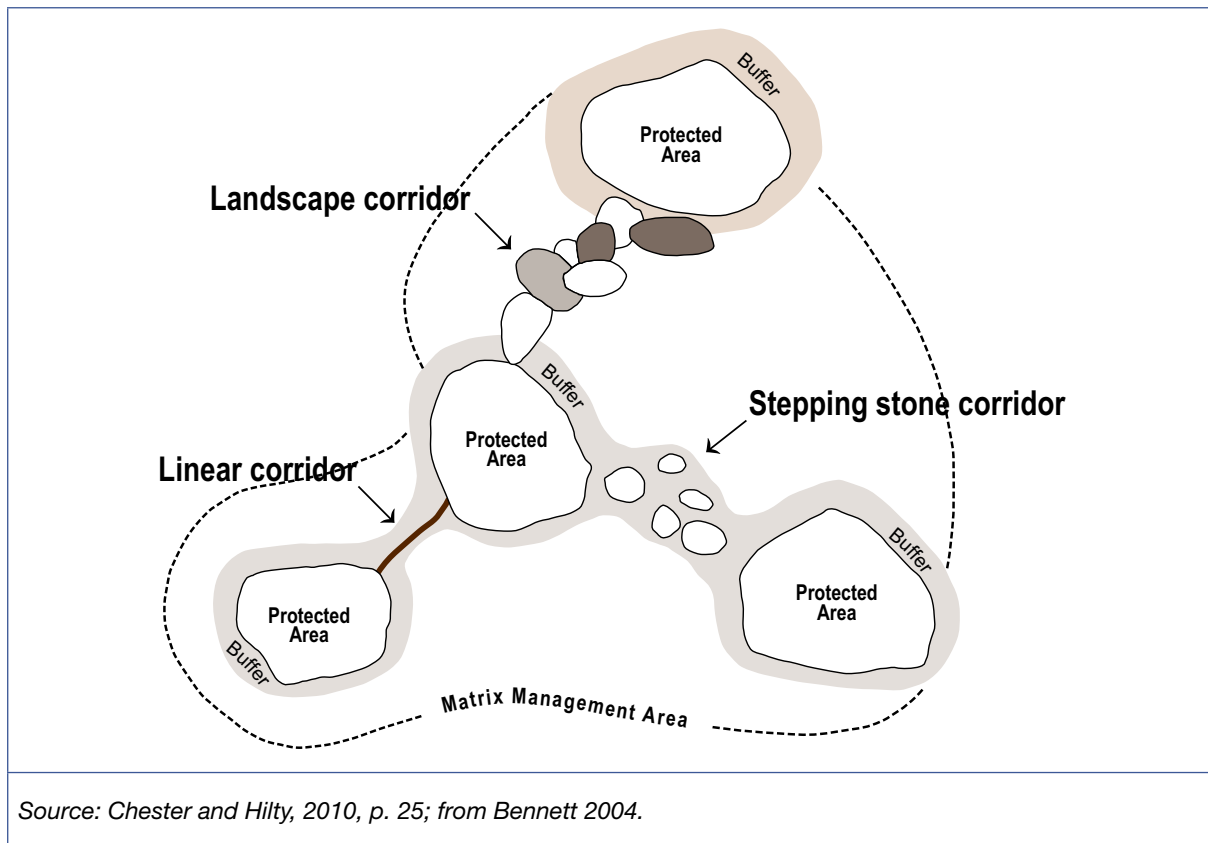 Buffer
Protected
Area
Landscape corridor
Buffer
Stepping stone corridor
Protected
Area
Linear corridor
Buffer
Protected
Area
Protected
Area
Buffer
Matrix Management Area
Source: Chester and Hilty, 2010, p. 25; from Bennett 2004.